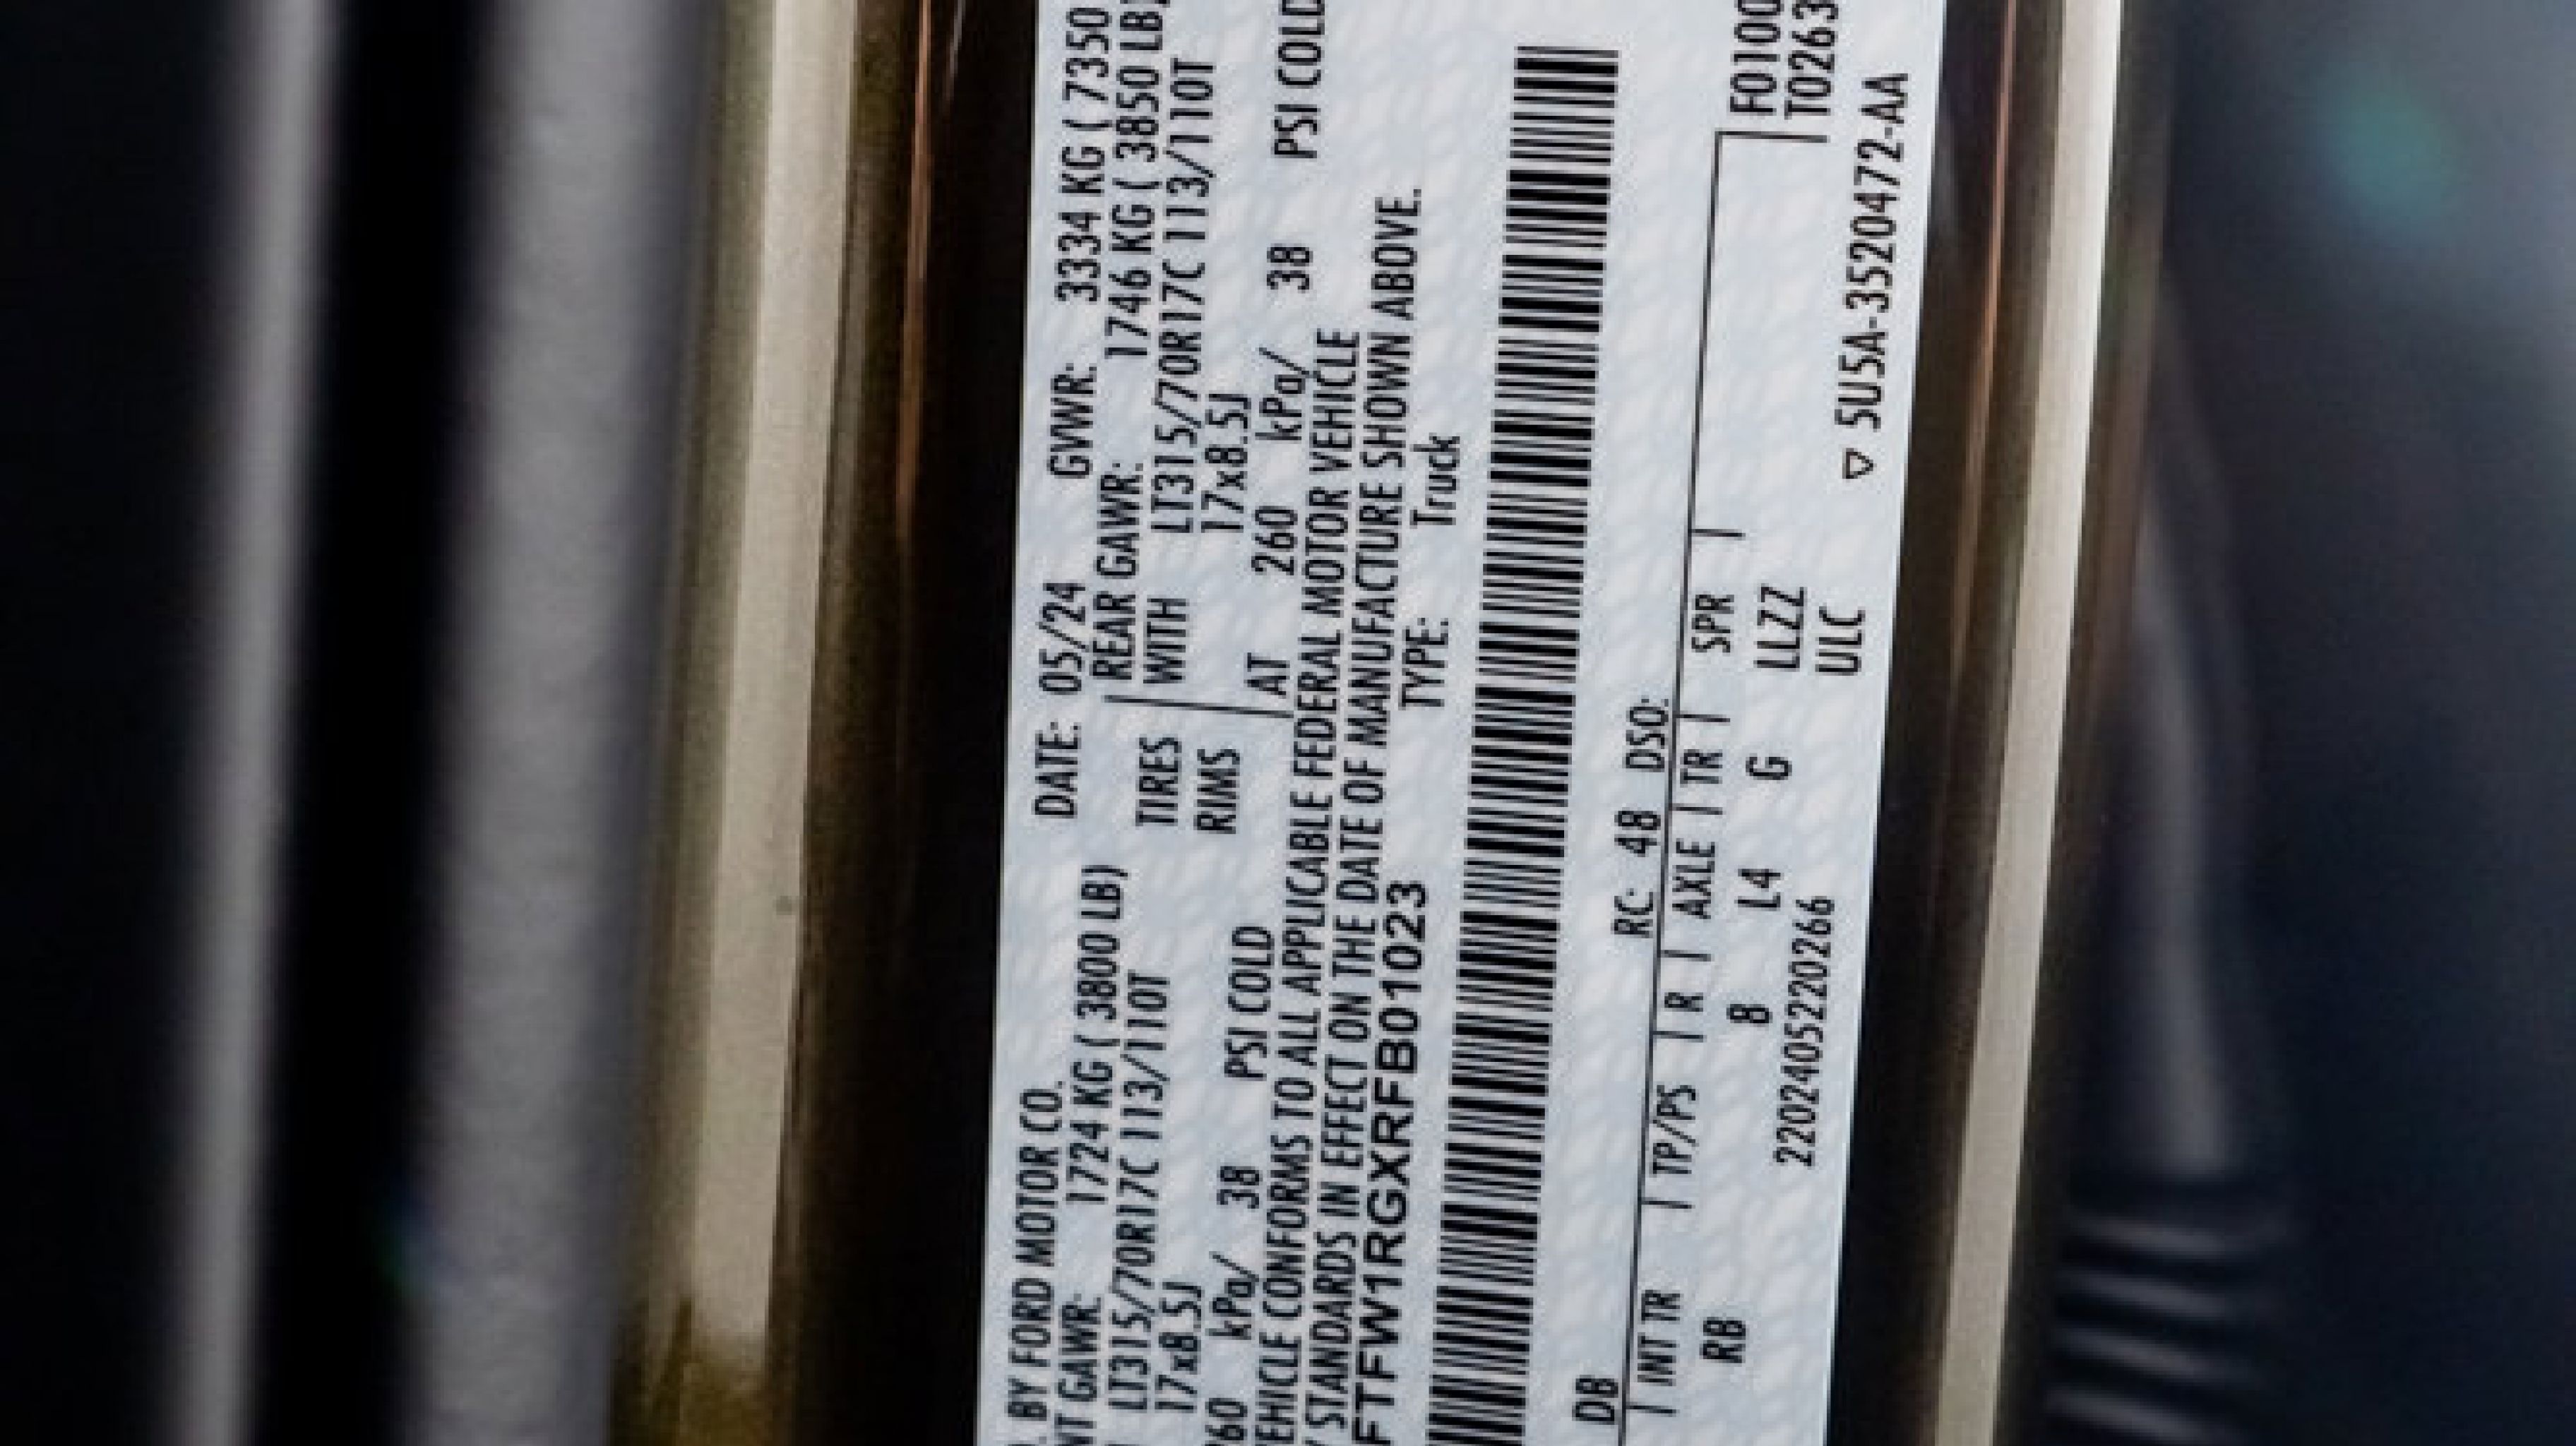 . BY FORD MOTOR CO. DATE: 05/24 GVWR: 3334 KG ( 7350
NT GAWR: 1724 KG ( 3800 LB) REAR GAWR: 1746 KG ( 3850 LB)
LT315/70R17C 113/110T TIRES WITH LT315/70R17C 113/110T
17x8.5J RIMS 17x8.5J
260 kPa/ 38 PSI COLD AT 260 kPa/ 38 PSI COLD
EHICLE CONFORMS TO ALL APPLICABLE FEDERAL MOTOR VEHICLE
STANDARDS IN EFFECT ON THE DATE OF MANUFACTURE SHOWN ABOVE.
FTFW1RGXRFB01023 TYPE: Truck
DB RC: 48 DSO:
INT TR TP/PS R AXLE TR SPR F0100
RB 8 L4 G LLZZ T0263
2202405220266 ULC
▽ 5U5A-3520472-AA